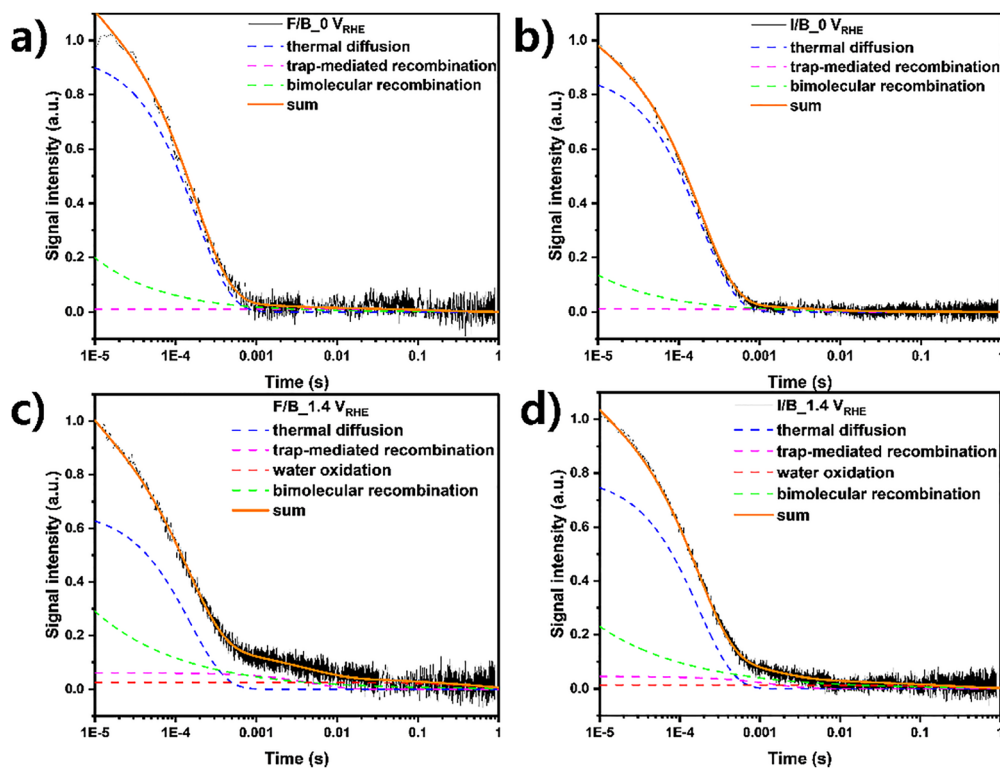 a)
F/B_0 V_RHE
thermal diffusion
trap-mediated recombination
bimolecular recombination
sum
Signal intensity (a.u.)
1.0
0.8
0.6
0.4
0.2
0.0
1E-5 1E-4 0.001 0.01 0.1 1
Time (s)
b)
I/B_0 V_RHE
thermal diffusion
trap-mediated recombination
bimolecular recombination
sum
Signal intensity (a.u.)
1.0
0.8
0.6
0.4
0.2
0.0
1E-5 1E-4 0.001 0.01 0.1 1
Time (s)
c)
F/B_1.4 V_RHE
thermal diffusion
trap-mediated recombination
water oxidation
bimolecular recombination
sum
Signal intensity (a.u.)
1.0
0.8
0.6
0.4
0.2
0.0
1E-5 1E-4 0.001 0.01 0.1 1
Time (s)
d)
I/B_1.4 V_RHE
thermal diffusion
trap-mediated recombination
water oxidation
bimolecular recombination
sum
Signal intensity (a.u.)
1.0
0.8
0.6
0.4
0.2
0.0
1E-5 1E-4 0.001 0.01 0.1 1
Time (s)